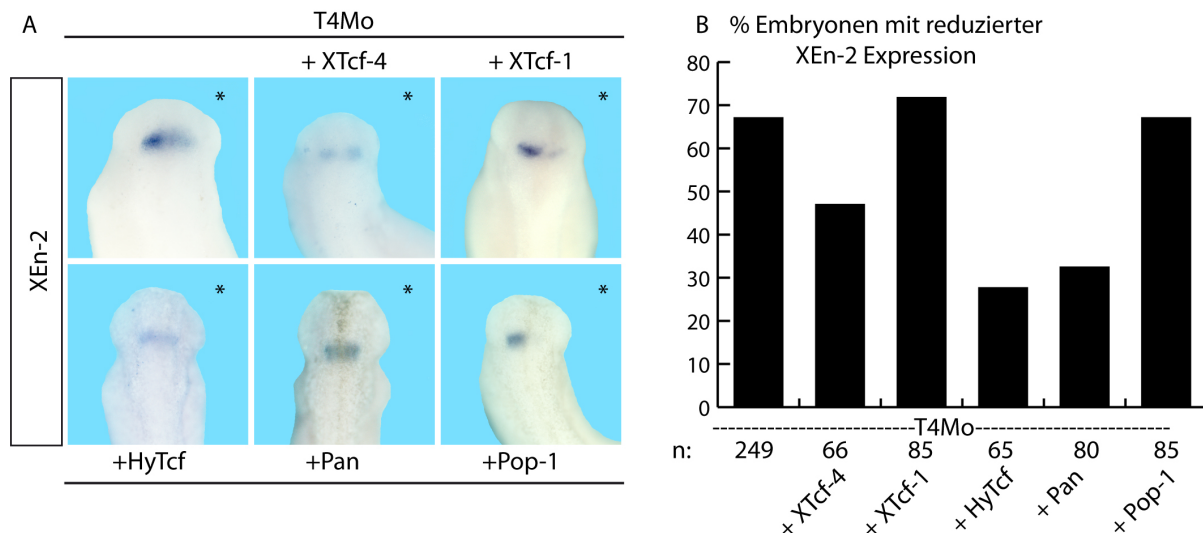 A
T4Mo
+ XTcf-4
+ XTcf-1
XEn-2
*
*
*
*
*
*
+HyTcf
+Pan
+Pop-1
B % Embryonen mit reduzierter
XEn-2 Expression
80
70
60
50
40
30
20
10
0
T4Mo
n: 249 66 85 65 80 85
+ XTcf-4
+ XTcf-1
+ HyTcf
+ Pan
+ Pop-1